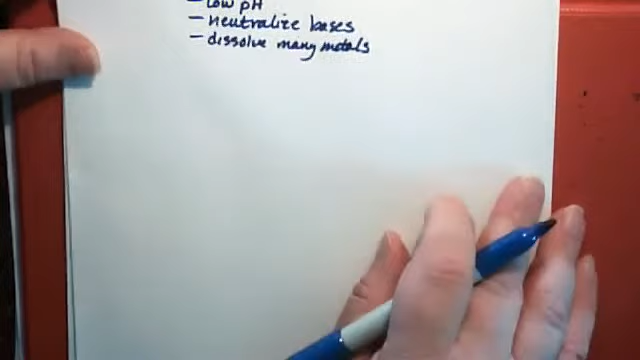 - low pH
- neutralize bases
- dissolve many metals